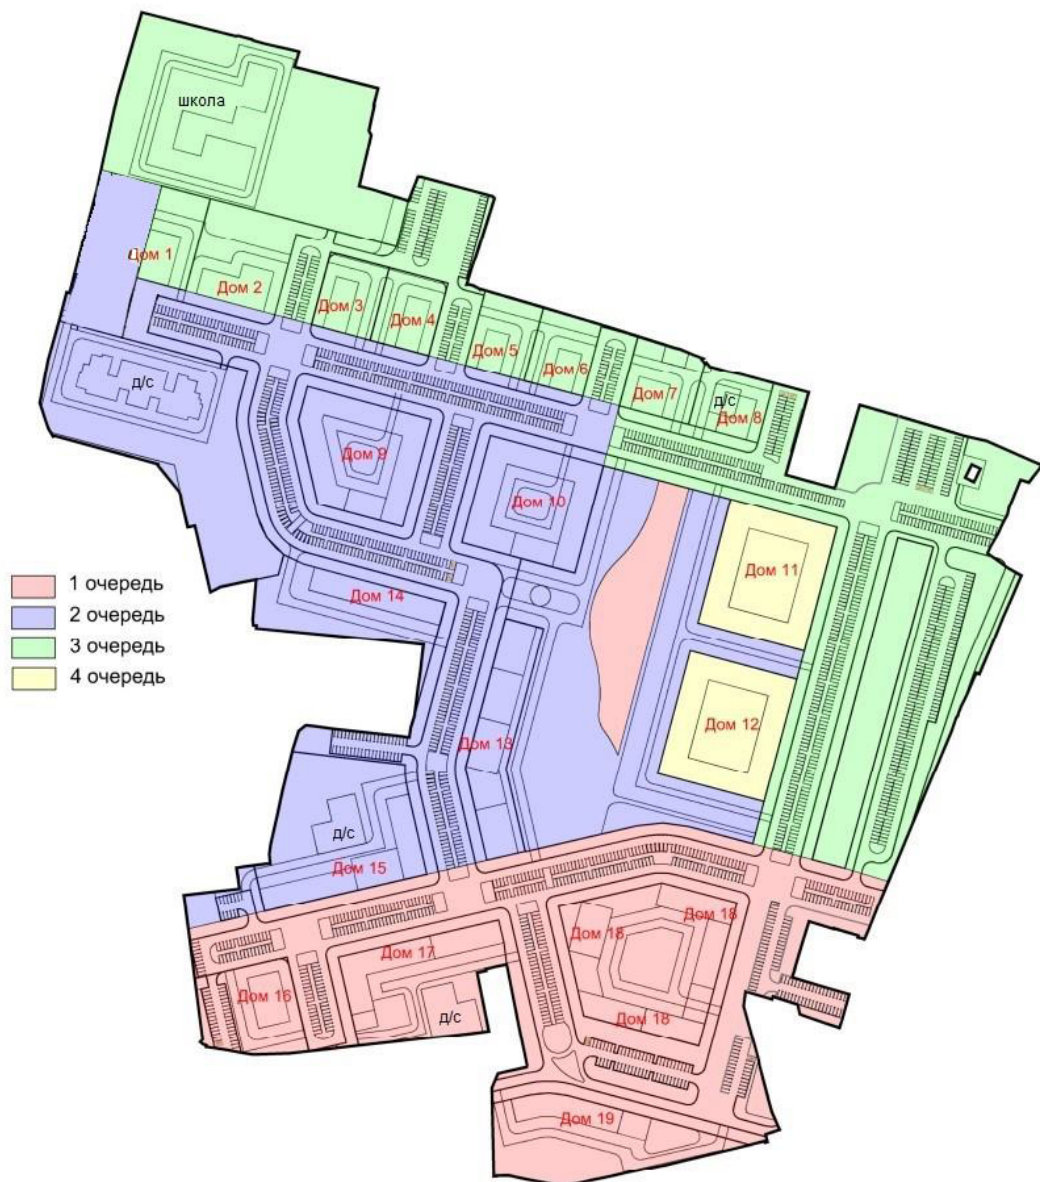 школа
Дом 1
Дом 2
Дом 3
Дом 4
Дом 5
Дом 6
Дом 7
д/с
Дом 8
д/с
Дом 9
Дом 10
Дом 11
1 очередь
2 очередь
3 очередь
4 очередь
Дом 14
Дом 12
Дом 13
д/с
Дом 15
Дом 18
Дом 18
Дом 17
Дом 16
д/с
Дом 18
Дом 19